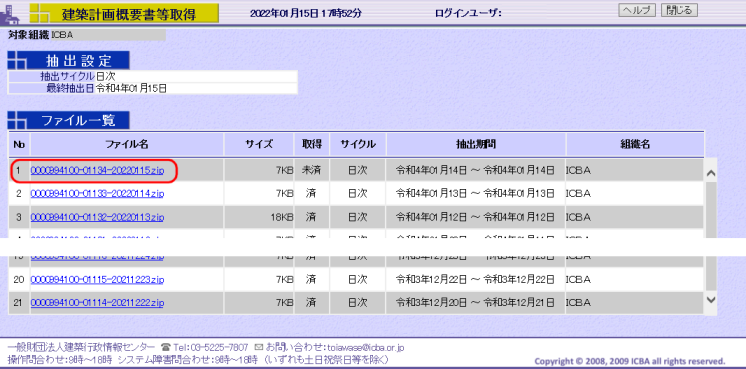 建築計画概要書等取得 2022年01月15日 17時52分 ログインユーザ: ヘルプ 閉じる
対象組織 ICBA
抽出設定
抽出サイクル 日次
最終抽出日 令和4年01月15日
ファイル一覧
No ファイル名 サイズ 取得 サイクル 抽出期間 組織名
1 0000994100-01134-20220115.zip 7KB 未済 日次 令和4年01月14日 ～ 令和4年01月14日 ICBA
2 0000994100-01133-20220114.zip 7KB 済 日次 令和4年01月13日 ～ 令和4年01月13日 ICBA
3 0000994100-01132-20220113.zip 18KB 済 日次 令和4年01月12日 ～ 令和4年01月12日 ICBA
20 0000994100-01115-20211223.zip 7KB 済 日次 令和3年12月22日 ～ 令和3年12月22日 ICBA
21 0000994100-01114-20211222.zip 7KB 済 日次 令和3年12月20日 ～ 令和3年12月21日 ICBA
一般財団法人建築行政情報センター ☎ Tel:03-5225-7807 ✉ お問い合わせ:toiawase@icba.or.jp
操作問合わせ:9時～18時 システム障害問合わせ:9時～18時 (いずれも土日祝祭日等を除く)
Copyright © 2008, 2009 ICBA all rights reserved.